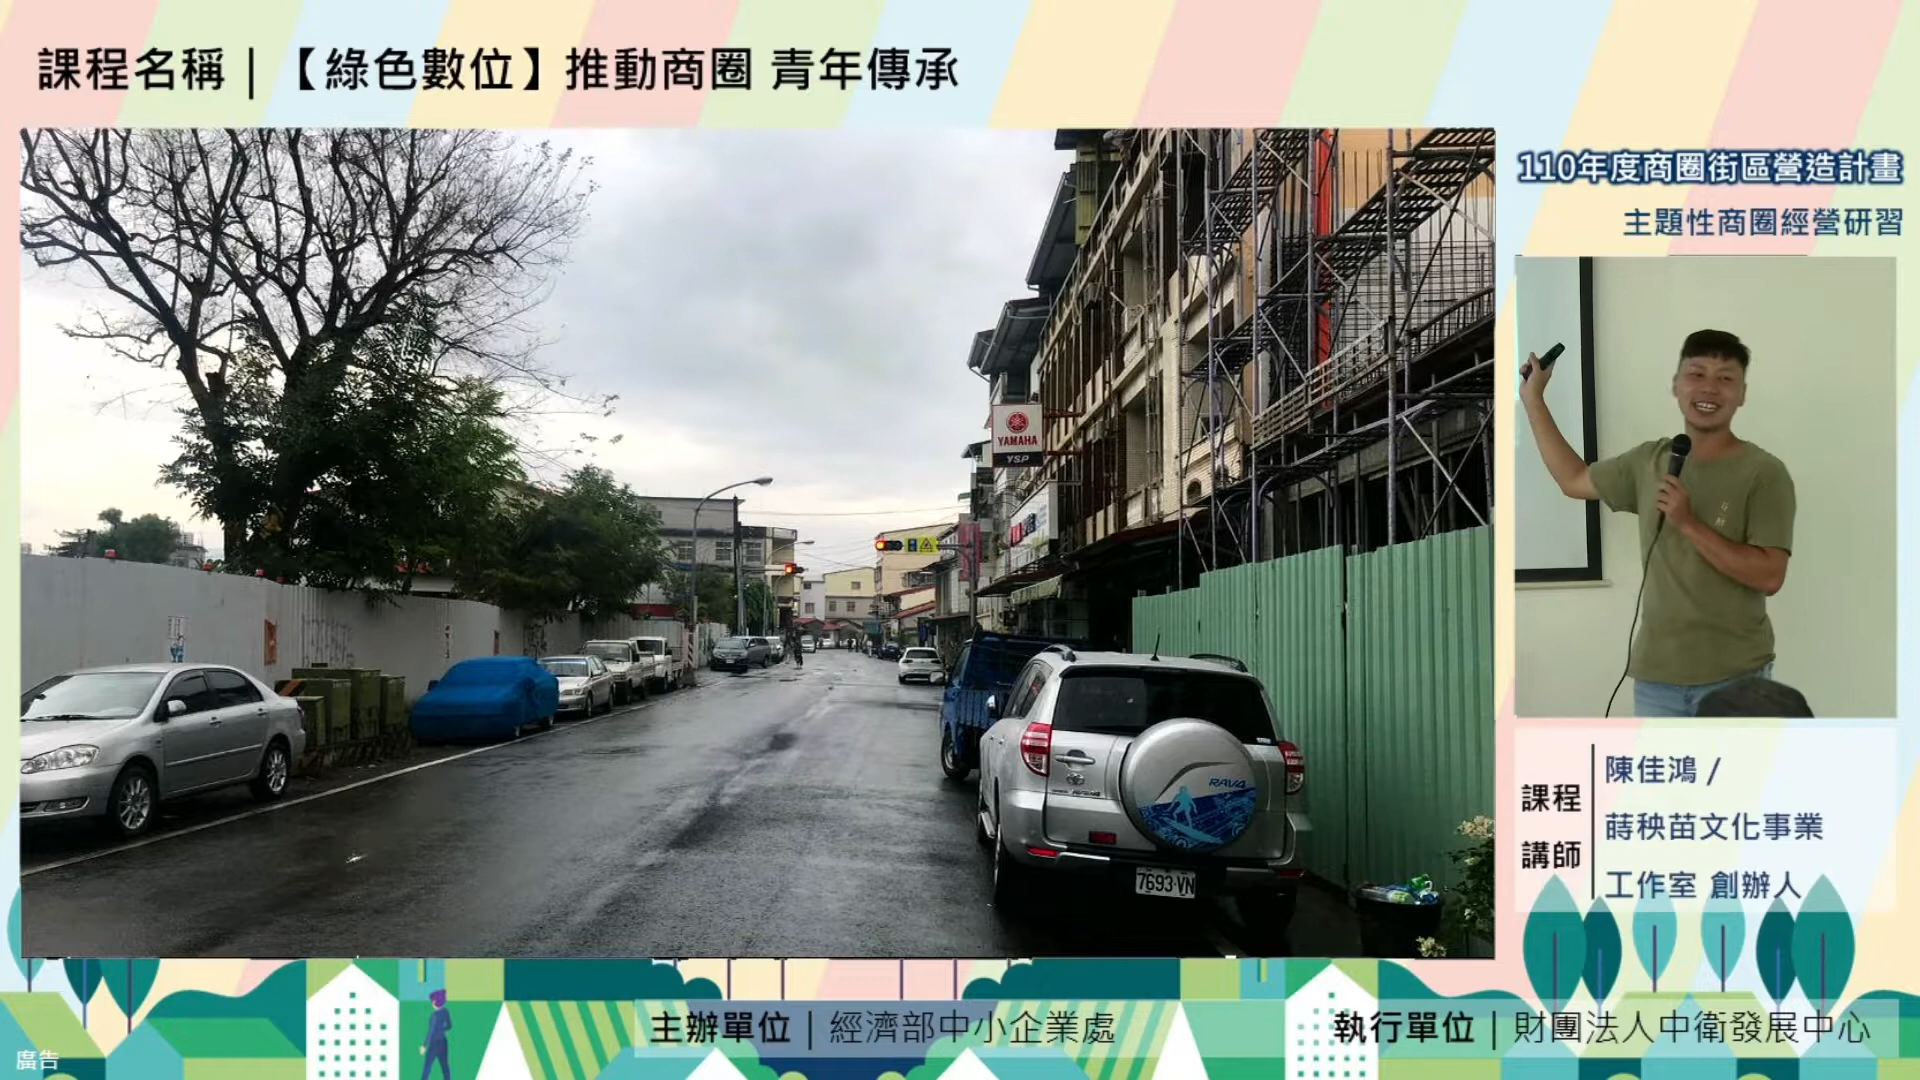 課程名稱｜【綠色數位】推動商圈 青年傳承
110年度商圈街區營造計畫
主題性商圈經營研習
YAMAHA
YSP
RAV4
7693-VN
課程
講師
陳佳鴻 /
蒔秧苗文化事業
工作室 創辦人
主辦單位｜經濟部中小企業處
執行單位｜財團法人中衛發展中心
廣告